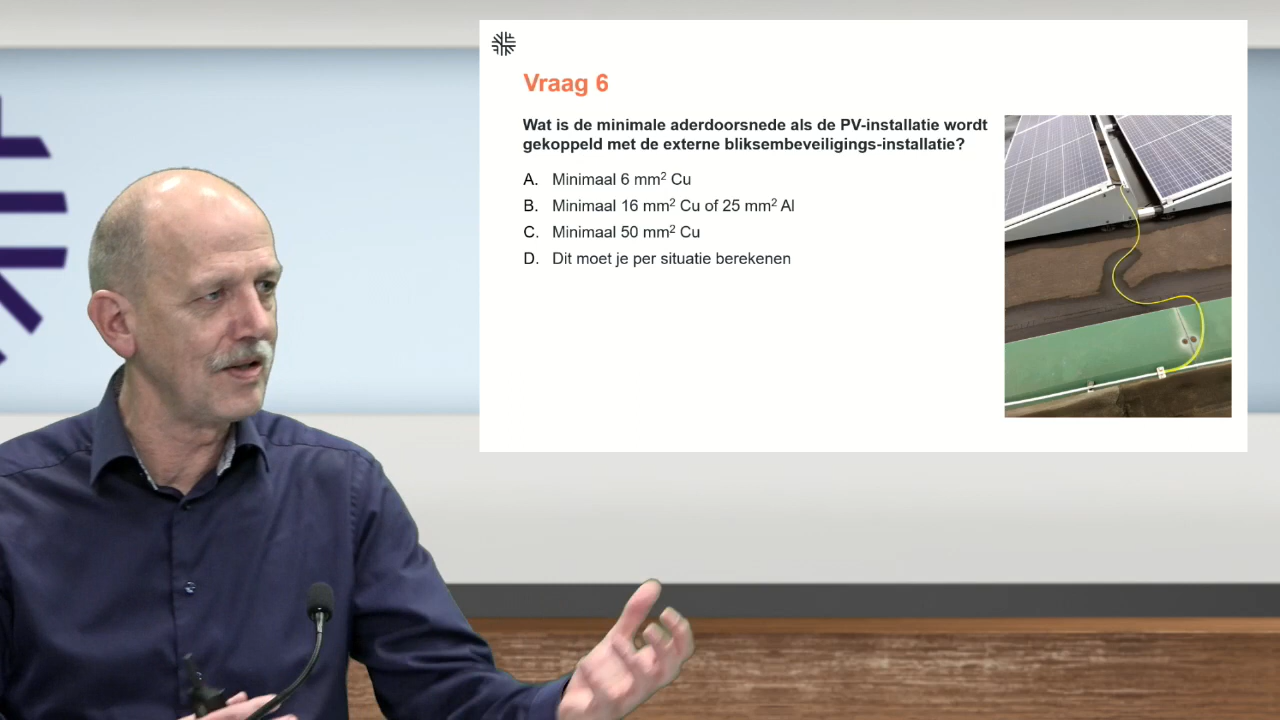 Vraag 6
Wat is de minimale aderdoorsnede als de PV-installatie wordt
gekoppeld met de externe bliksembeveiligings-installatie?
A. Minimaal 6 mm² Cu
B. Minimaal 16 mm² Cu of 25 mm² Al
C. Minimaal 50 mm² Cu
D. Dit moet je per situatie berekenen